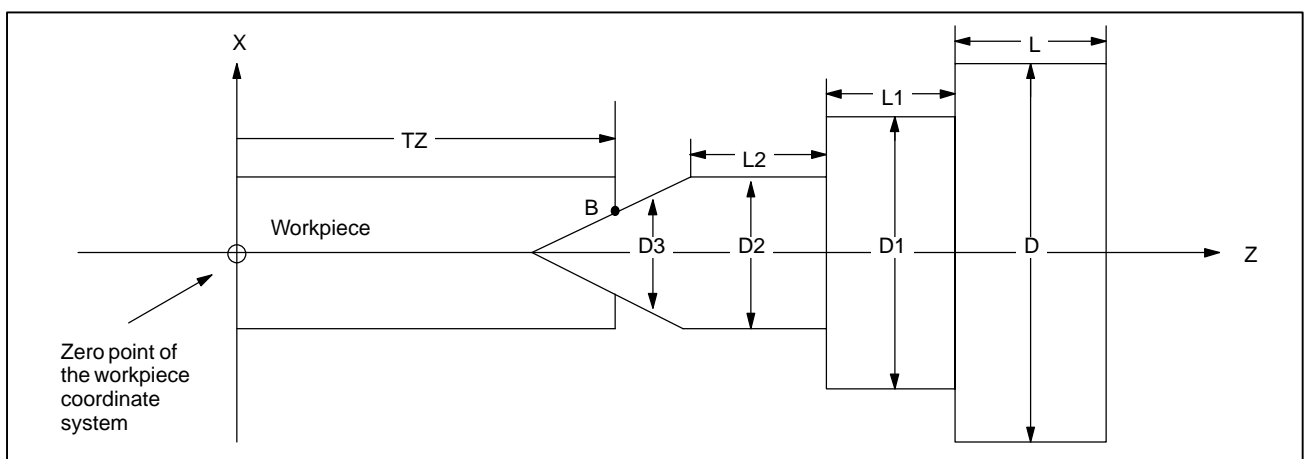 X
L
L1
TZ
L2
B
Workpiece
D3
D2
D1
D
Z
Zero point of
the workpiece
coordinate
system